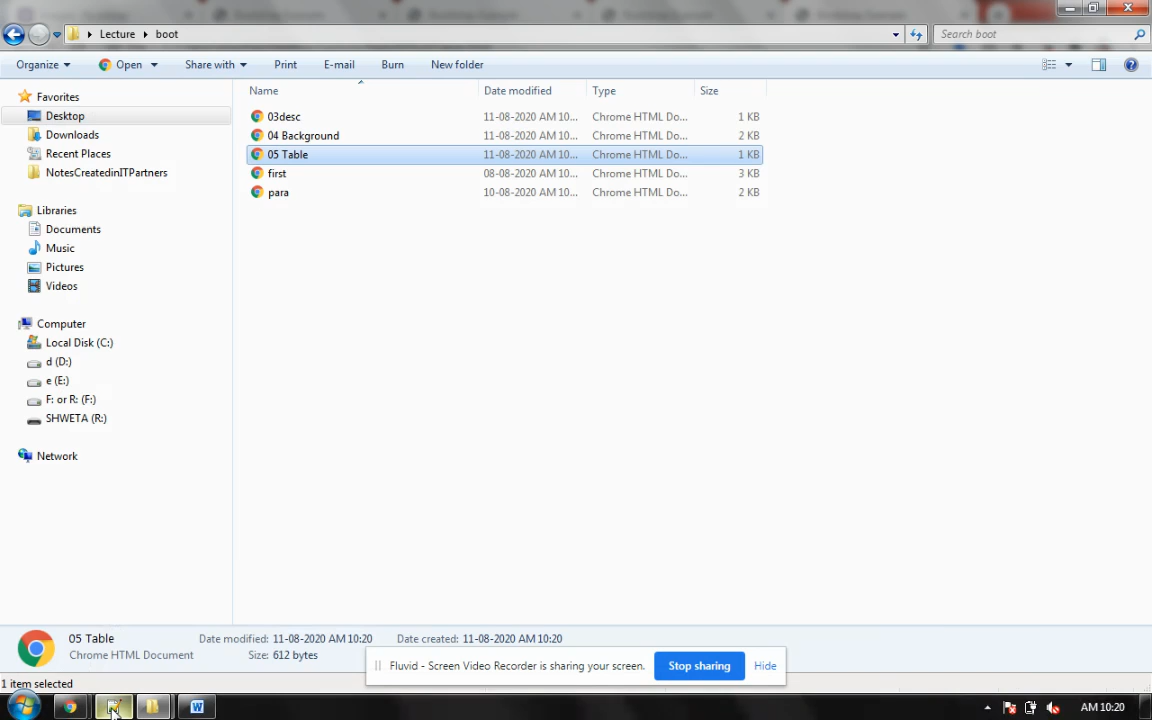 Lecture boot
Search boot
Organize Open Share with Print E-mail Burn New folder
Name Date modified Type Size
Favorites
Desktop
Downloads
Recent Places
NotesCreatedinITPartners
Libraries
Documents
Music
Pictures
Videos
Computer
Local Disk (C:)
d (D:)
e (E:)
F: or R: (F:)
SHWETA (R:)
Network
03desc 11-08-2020 AM 10... Chrome HTML Do... 1 KB
04 Background 11-08-2020 AM 10... Chrome HTML Do... 2 KB
05 Table 11-08-2020 AM 10... Chrome HTML Do... 1 KB
first 08-08-2020 AM 10... Chrome HTML Do... 3 KB
para 10-08-2020 AM 10... Chrome HTML Do... 2 KB
05 Table Date modified: 11-08-2020 AM 10:20 Date created: 11-08-2020 AM 10:20
Chrome HTML Document Size: 612 bytes
Fluvid - Screen Video Recorder is sharing your screen. Stop sharing Hide
1 item selected
AM 10:20